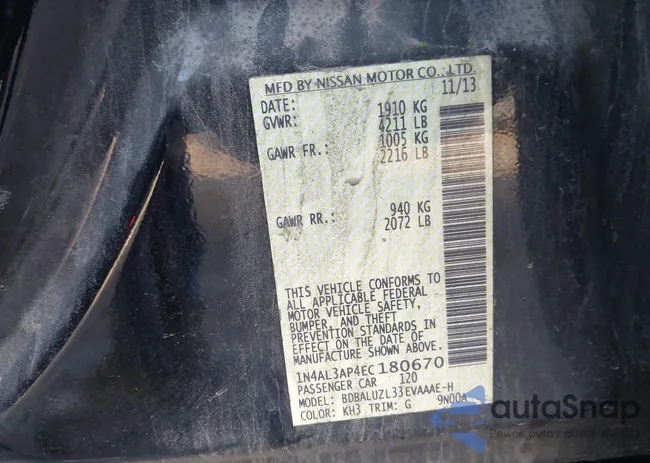 MFD BY NISSAN MOTOR CO.,LTD.
DATE: 11/13
GVWR: 1910 KG
4211 LB
GAWR FR.: 1005 KG
2216 LB
GAWR RR.: 940 KG
2072 LB
THIS VEHICLE CONFORMS TO
ALL APPLICABLE FEDERAL
MOTOR VEHICLE SAFETY,
BUMPER, AND THEFT
PREVENTION STANDARDS IN
EFFECT ON THE DATE OF
MANUFACTURE SHOWN ABOVE.
1N4AL3AP4EC180670
PASSENGER CAR 120
MODEL: BDBALUZL33EVAAAE-H
COLOR: KH3 TRIM: G 9N00A
autoSnap
pewne auta i duża